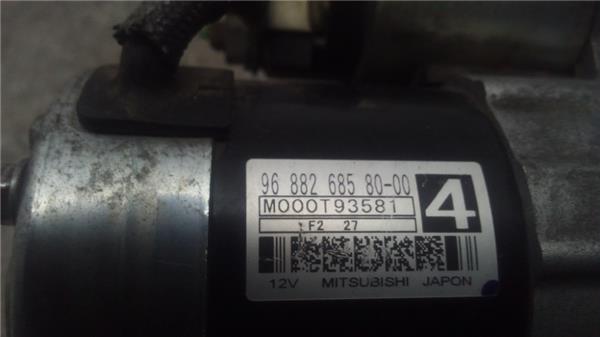 96 882 685 80-00
M000T93581
4
F2 27
12V MITSUBISHI JAPON